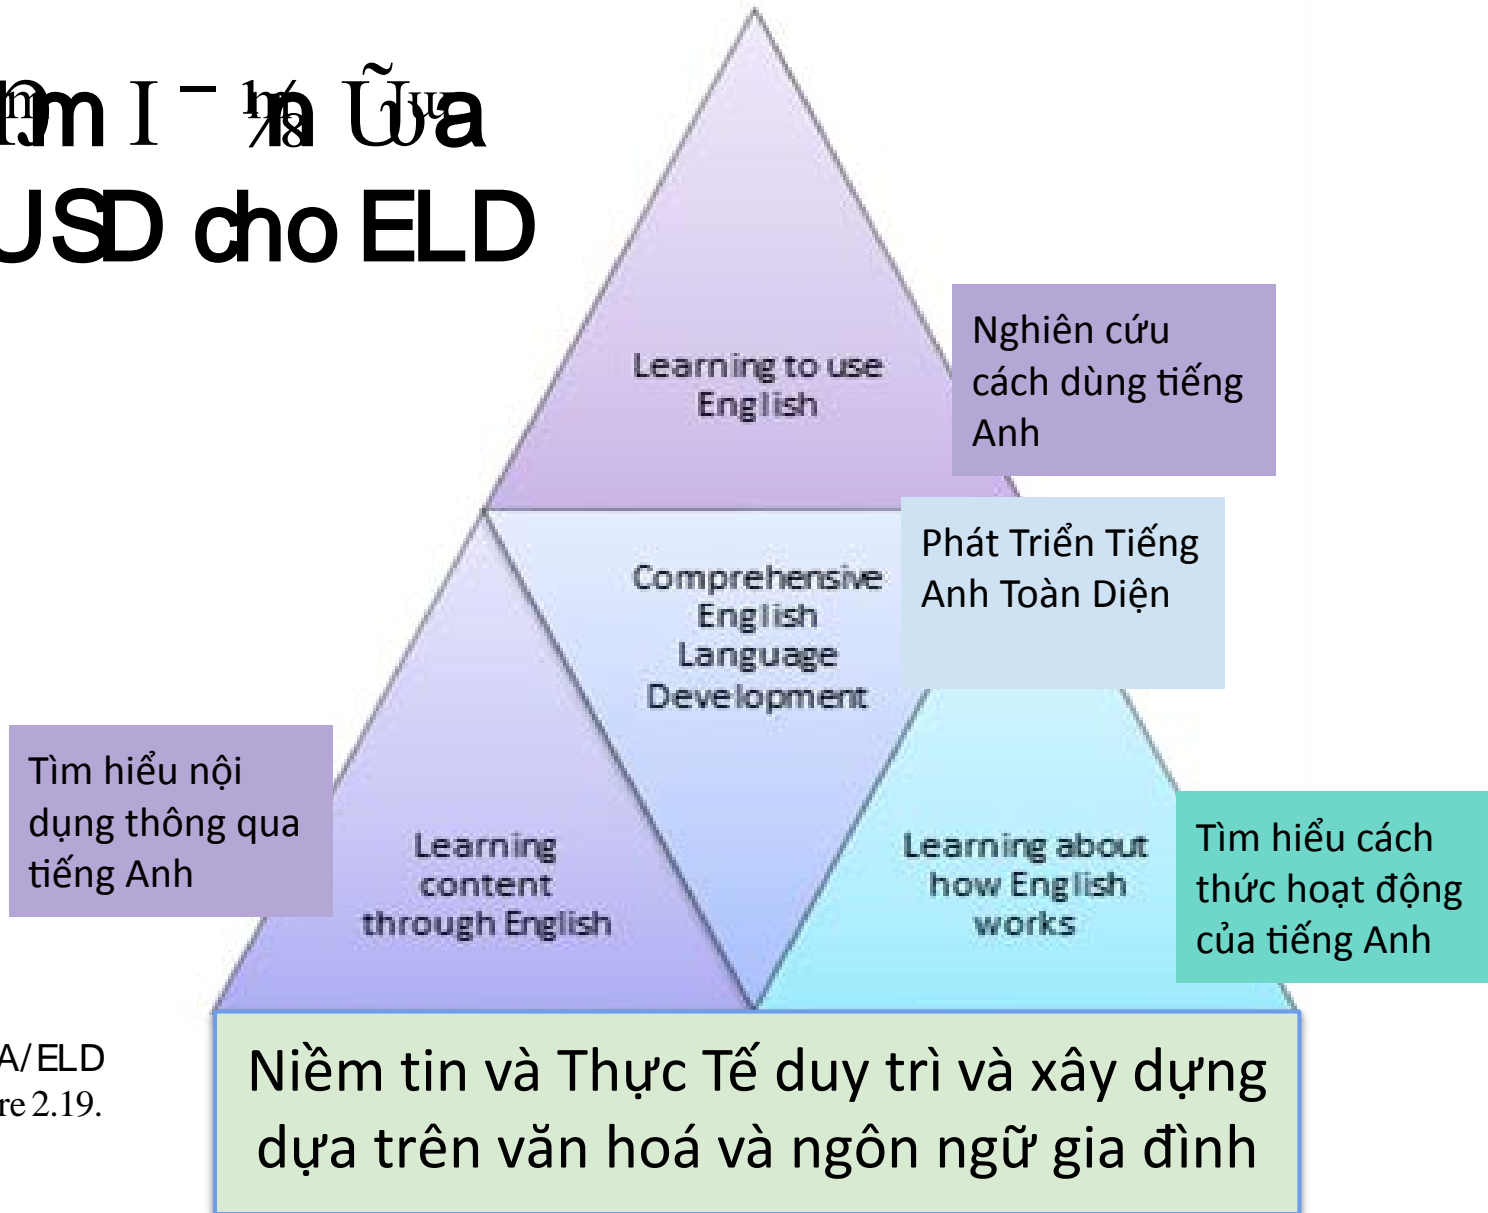 USD cho ELD
Learning to use
English
Nghiên cứu
cách dùng tiếng
Anh
Comprehensive
English
Language
Development
Phát Triển Tiếng
Anh Toàn Diện
Tìm hiểu nội
dụng thông qua
tiếng Anh
Learning
content
through English
Learning about
how English
works
Tìm hiểu cách
thức hoạt động
của tiếng Anh
A/ELD
re 2.19.
Niềm tin và Thực Tế duy trì và xây dựng
dựa trên văn hoá và ngôn ngữ gia đình